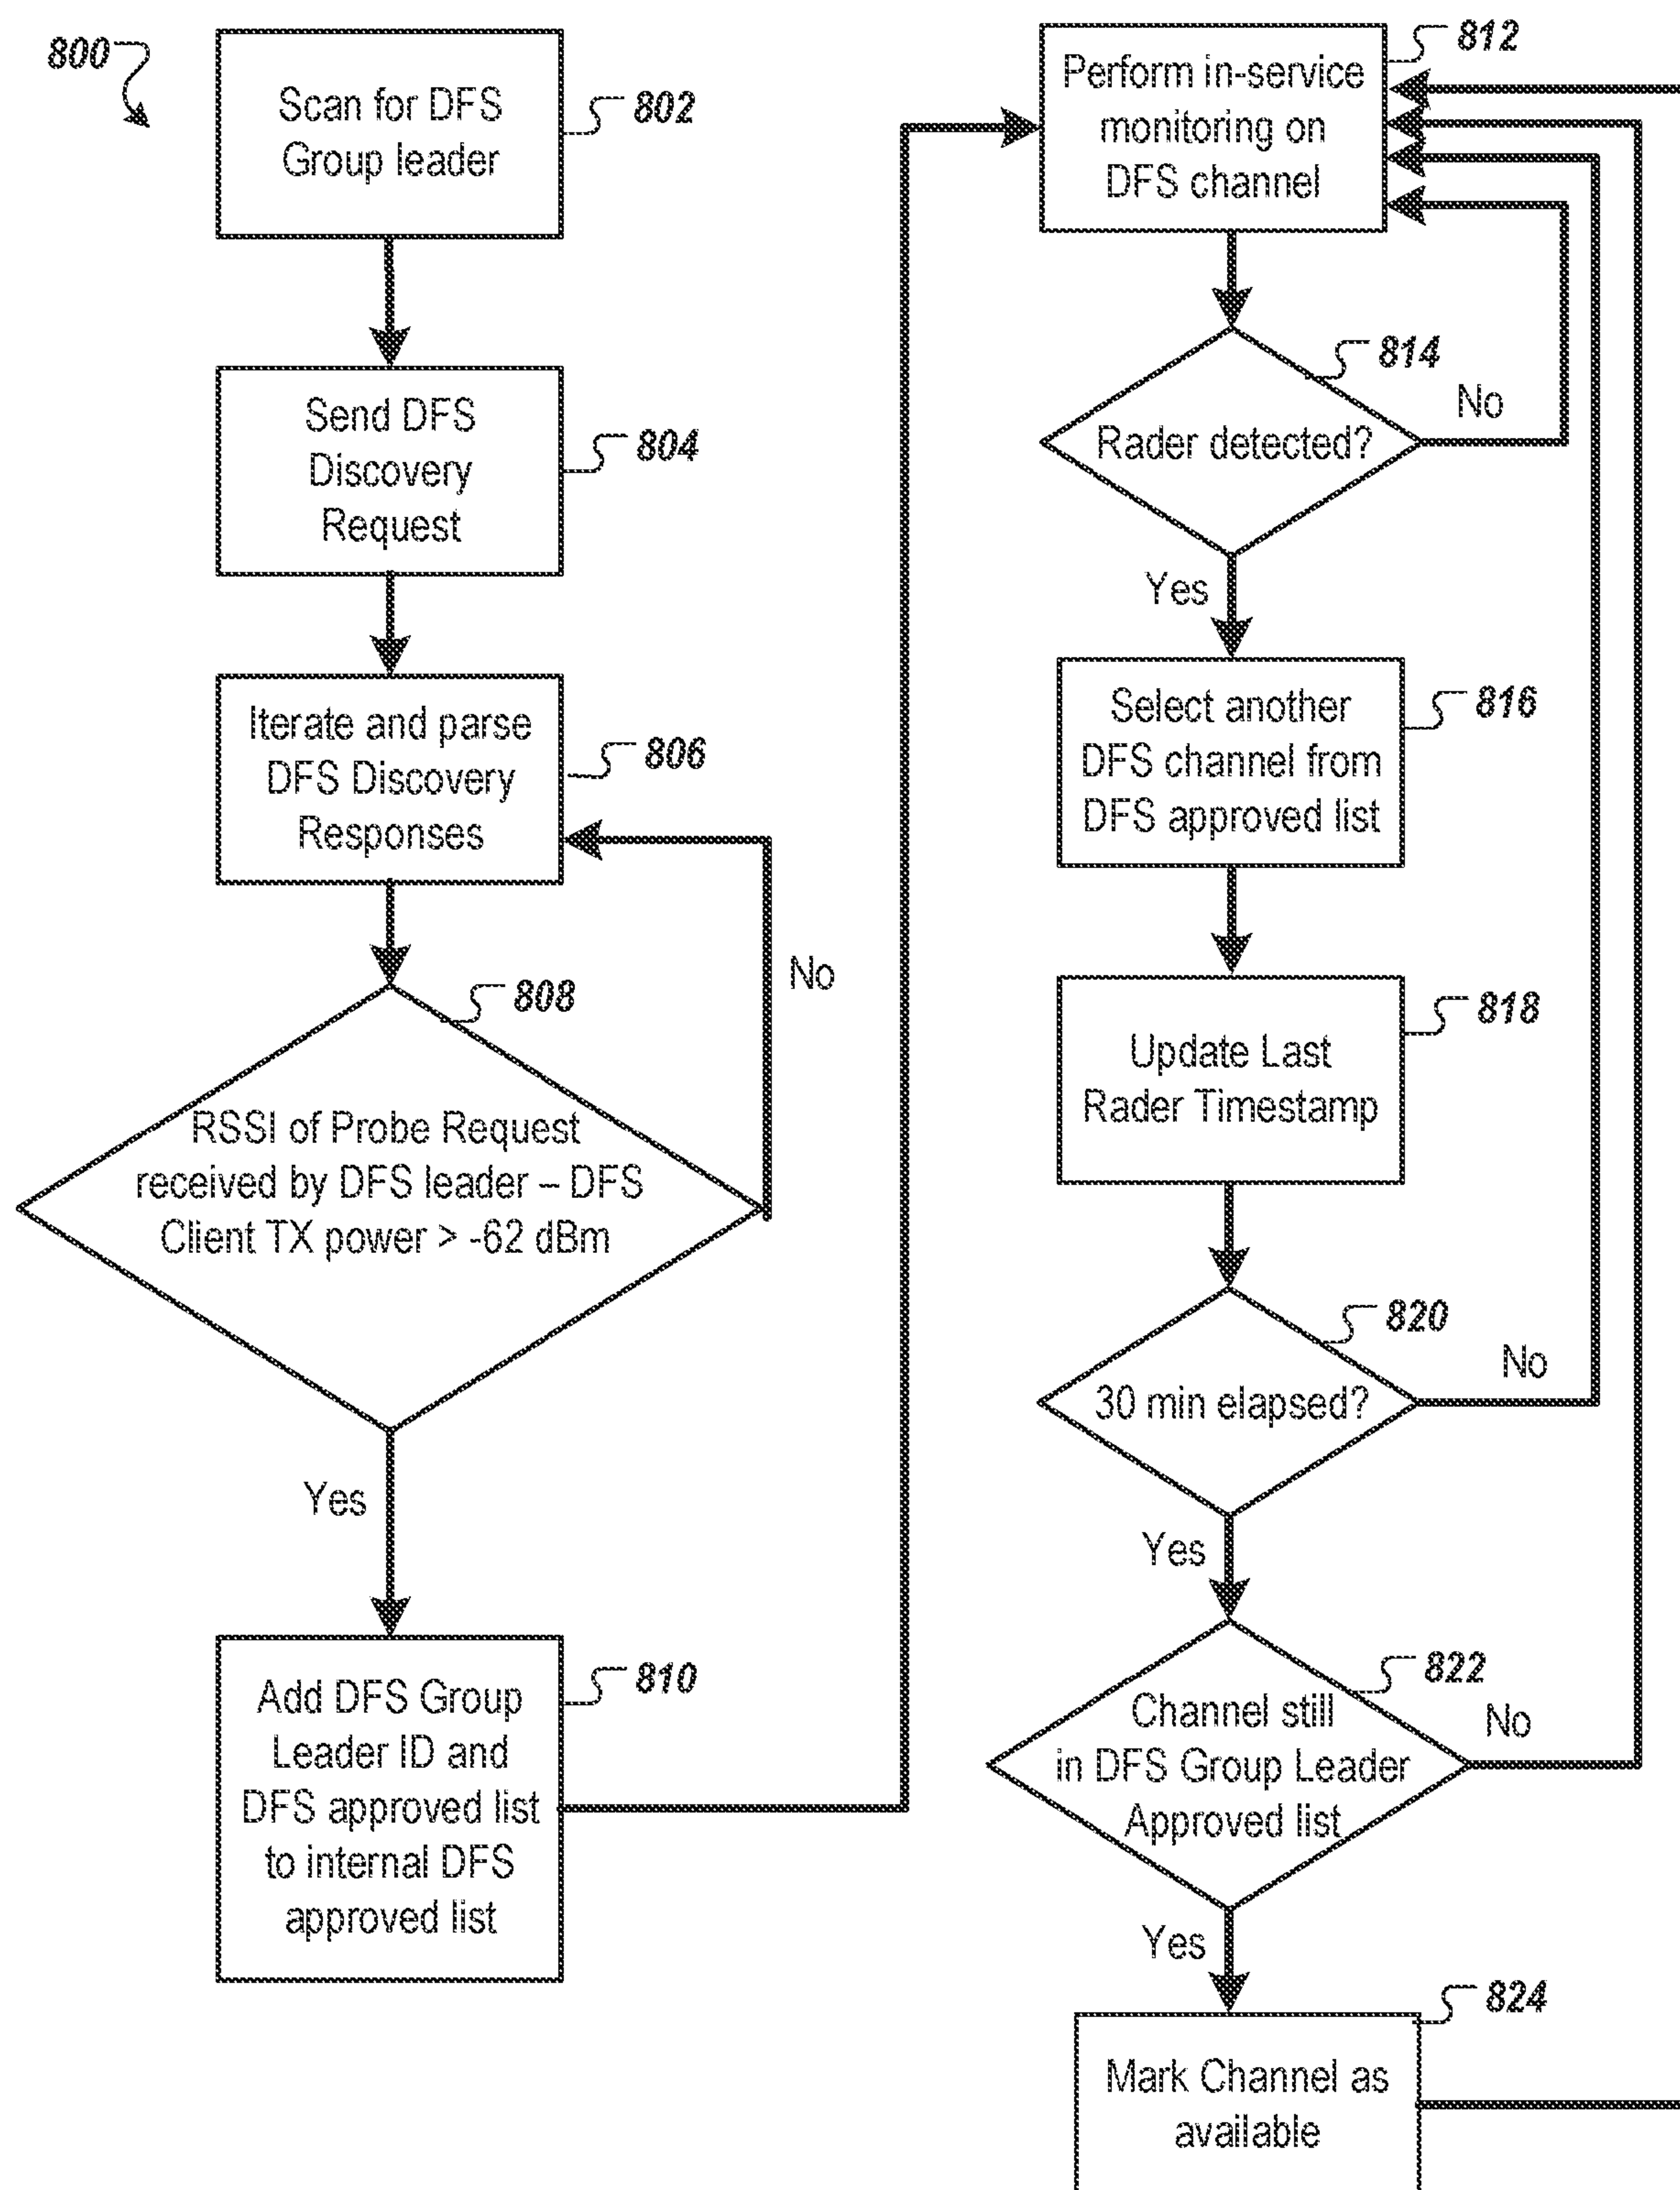 800
Scan for DFS
Group leader
802
Send DFS
Discovery
Request
804
Iterate and parse
DFS Discovery
Responses
806
808
RSSI of Probe Request
received by DFS leader – DFS
Client TX power > -62 dBm
No
Yes
Add DFS Group
Leader ID and
DFS approved list
to internal DFS
approved list
810
Perform in-service
monitoring on
DFS channel
812
814
Rader detected?
No
Yes
Select another
DFS channel from
DFS approved list
816
Update Last
Rader Timestamp
818
820
30 min elapsed?
No
Yes
822
Channel still
in DFS Group Leader
Approved list
No
Yes
824
Mark Channel as
available